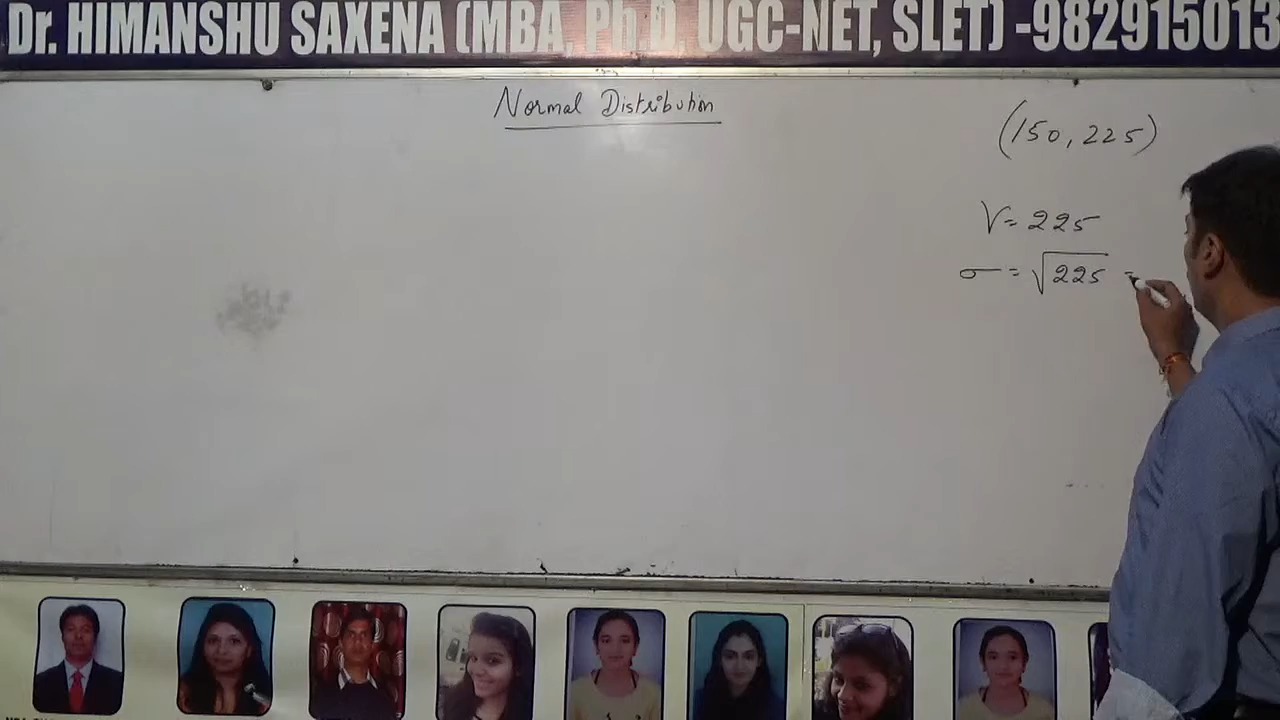 Dr. HIMANSHU SAXENA (MBA, Ph.D, UGC-NET, SLET) -982915013
Normal Distribution
(150, 225)
V = 225
σ = √225 =